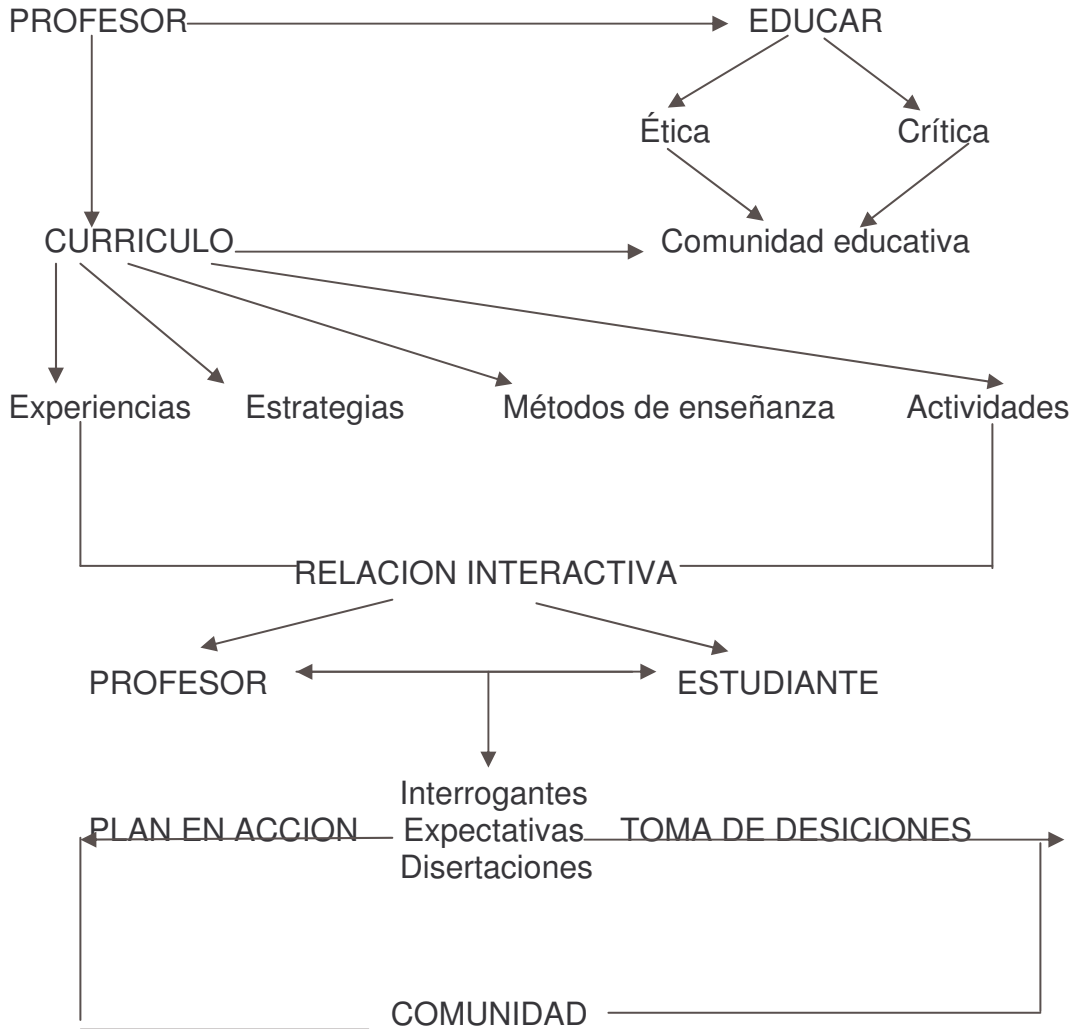 PROFESOR EDUCAR
Ética Crítica
CURRICULO Comunidad educativa
Experiencias Estrategias Métodos de enseñanza Actividades
RELACION INTERACTIVA
PROFESOR ESTUDIANTE
Interrogantes
PLAN EN ACCION Expectativas TOMA DE DESICIONES
Disertaciones
COMUNIDAD